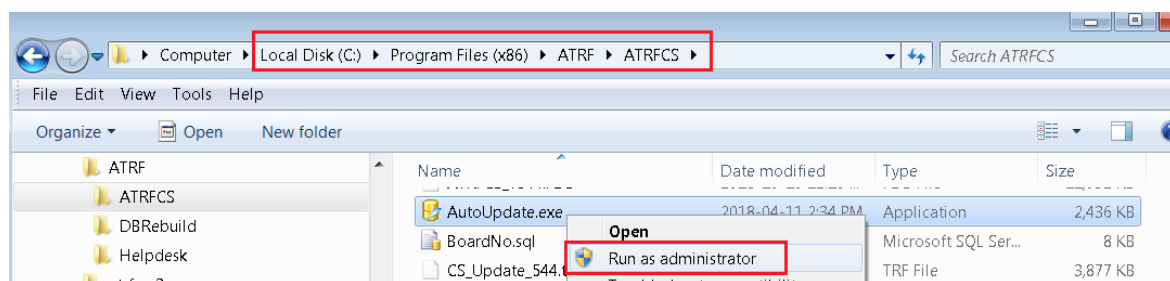 Computer Local Disk (C:) Program Files (x86) ATRF ATRFCS Search ATRFCS
File Edit View Tools Help
Organize Open New folder
ATRF
ATRFCS
DBRebuild
Helpdesk
Name Date modified Type Size
AutoUpdate.exe 2018-04-11 2:34 PM Application 2,436 KB
Open
BoardNo.sql Microsoft SQL Ser... 8 KB
Run as administrator
CS_Update_544.t TRF File 3,877 KB